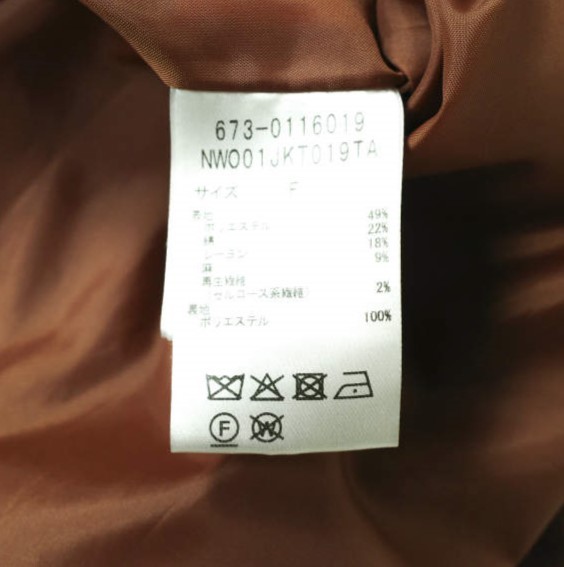 673-0116019
NWO01JKT019TA
サイズ F
表地
ポリエステル 49%
綿 22%
レーヨン 18%
麻 9%
再生繊維
(セルロース系繊維) 2%
裏地
ポリエステル 100%
F
W